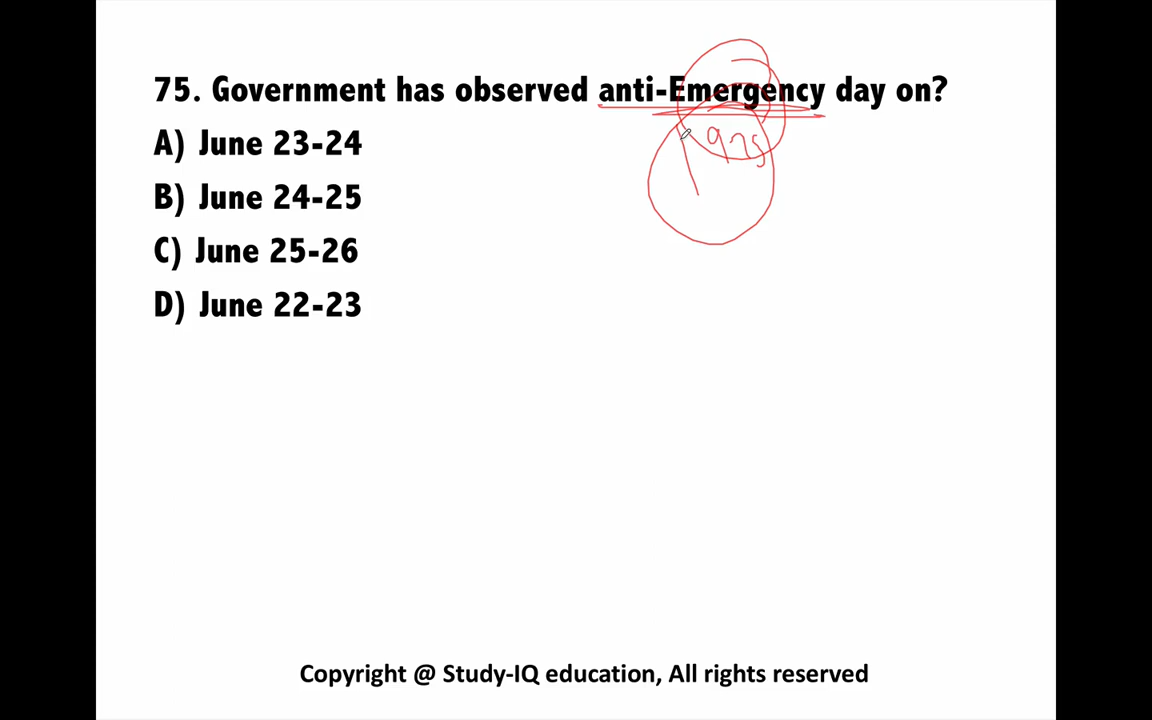 75. Government has observed anti-Emergency day on?
1975
A) June 23-24
B) June 24-25
C) June 25-26
D) June 22-23
Copyright @ Study-IQ education, All rights reserved